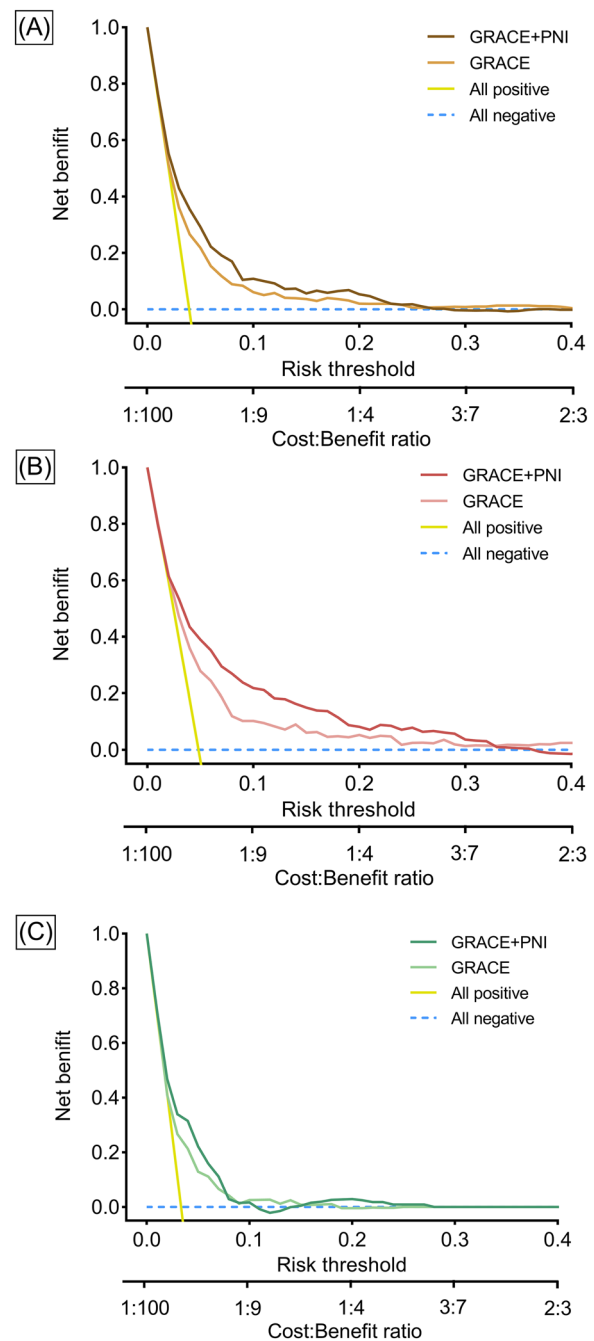 (A)
GRACE+PNI
GRACE
All positive
All negative
Net benifit
1.0
0.8
0.6
0.4
0.2
0.0
0.0 0.1 0.2 0.3 0.4
Risk threshold
1:100 1:9 1:4 3:7 2:3
Cost:Benefit ratio
(B)
GRACE+PNI
GRACE
All positive
All negative
Net benifit
1.0
0.8
0.6
0.4
0.2
0.0
0.0 0.1 0.2 0.3 0.4
Risk threshold
1:100 1:9 1:4 3:7 2:3
Cost:Benefit ratio
(C)
GRACE+PNI
GRACE
All positive
All negative
Net benifit
1.0
0.8
0.6
0.4
0.2
0.0
0.0 0.1 0.2 0.3 0.4
Risk threshold
1:100 1:9 1:4 3:7 2:3
Cost:Benefit ratio